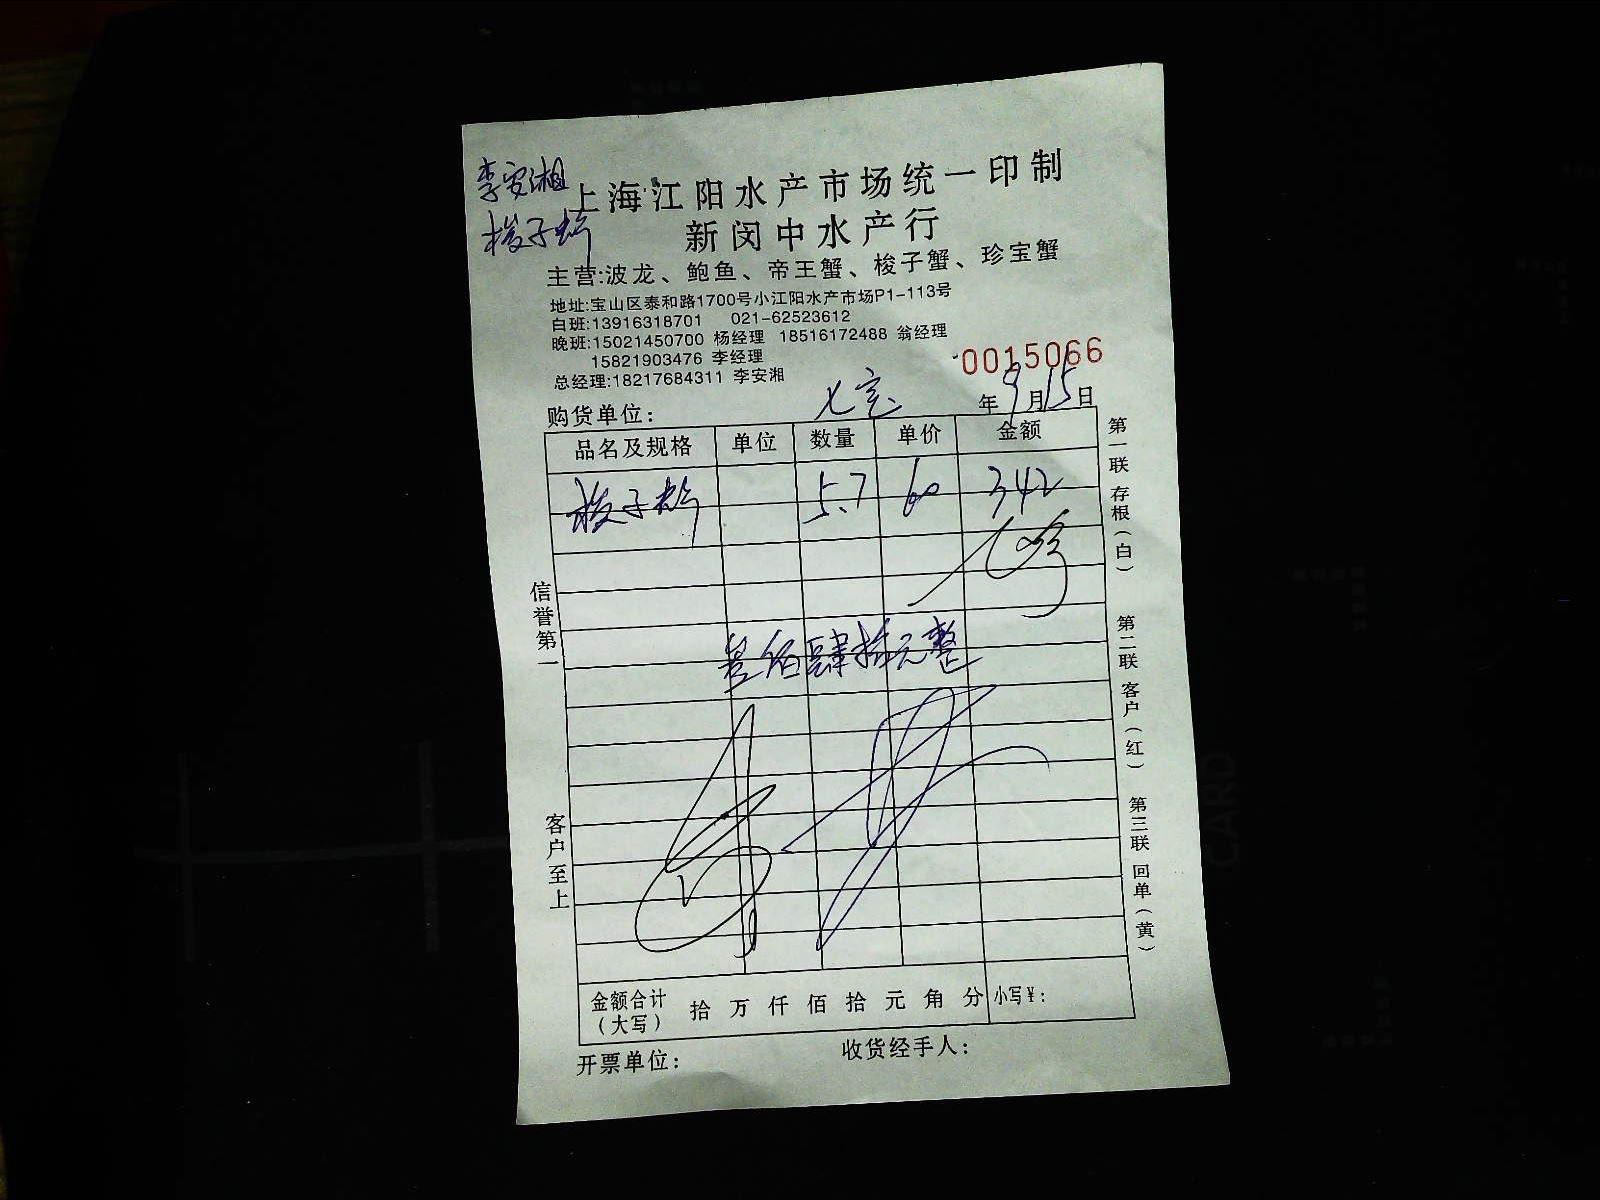 李安湘
梭子蟹
上海江阳水产市场统一印制
新闵中水产行
主营:波龙、鲍鱼、帝王蟹、梭子蟹、珍宝蟹
地址:宝山区泰和路1700号小江阳水产市场P1-113号
白班:13916318701 021-62523612
晚班:15021450700 杨经理 18516172488 翁经理
15821903476 李经理
总经理:18217684311 李安湘
0015066
购货单位: 年9月15日
品名及规格 单位 数量 单价 金额
梭子蟹 5.7 60 342
叁佰肆拾元整
金额合计（大写） 拾 万 仟 佰 拾 元 角 分 小写¥:
开票单位: 收货经手人:
信誉第一
客户至上
第一联 存根（白）
第二联 客户（红）
第三联 回单（黄）